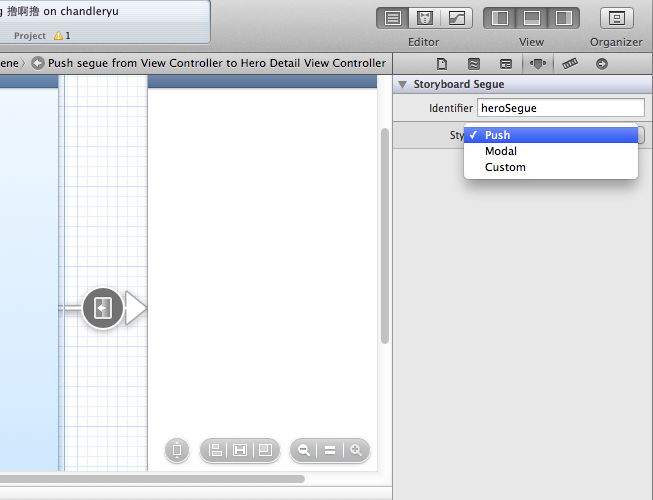 g 撸啊撸 on chandleryu
Project 1
Editor
View
Organizer
ene
Push segue from View Controller to Hero Detail View Controller
Storyboard Segue
Identifier heroSegue
Sty
✓ Push
Modal
Custom